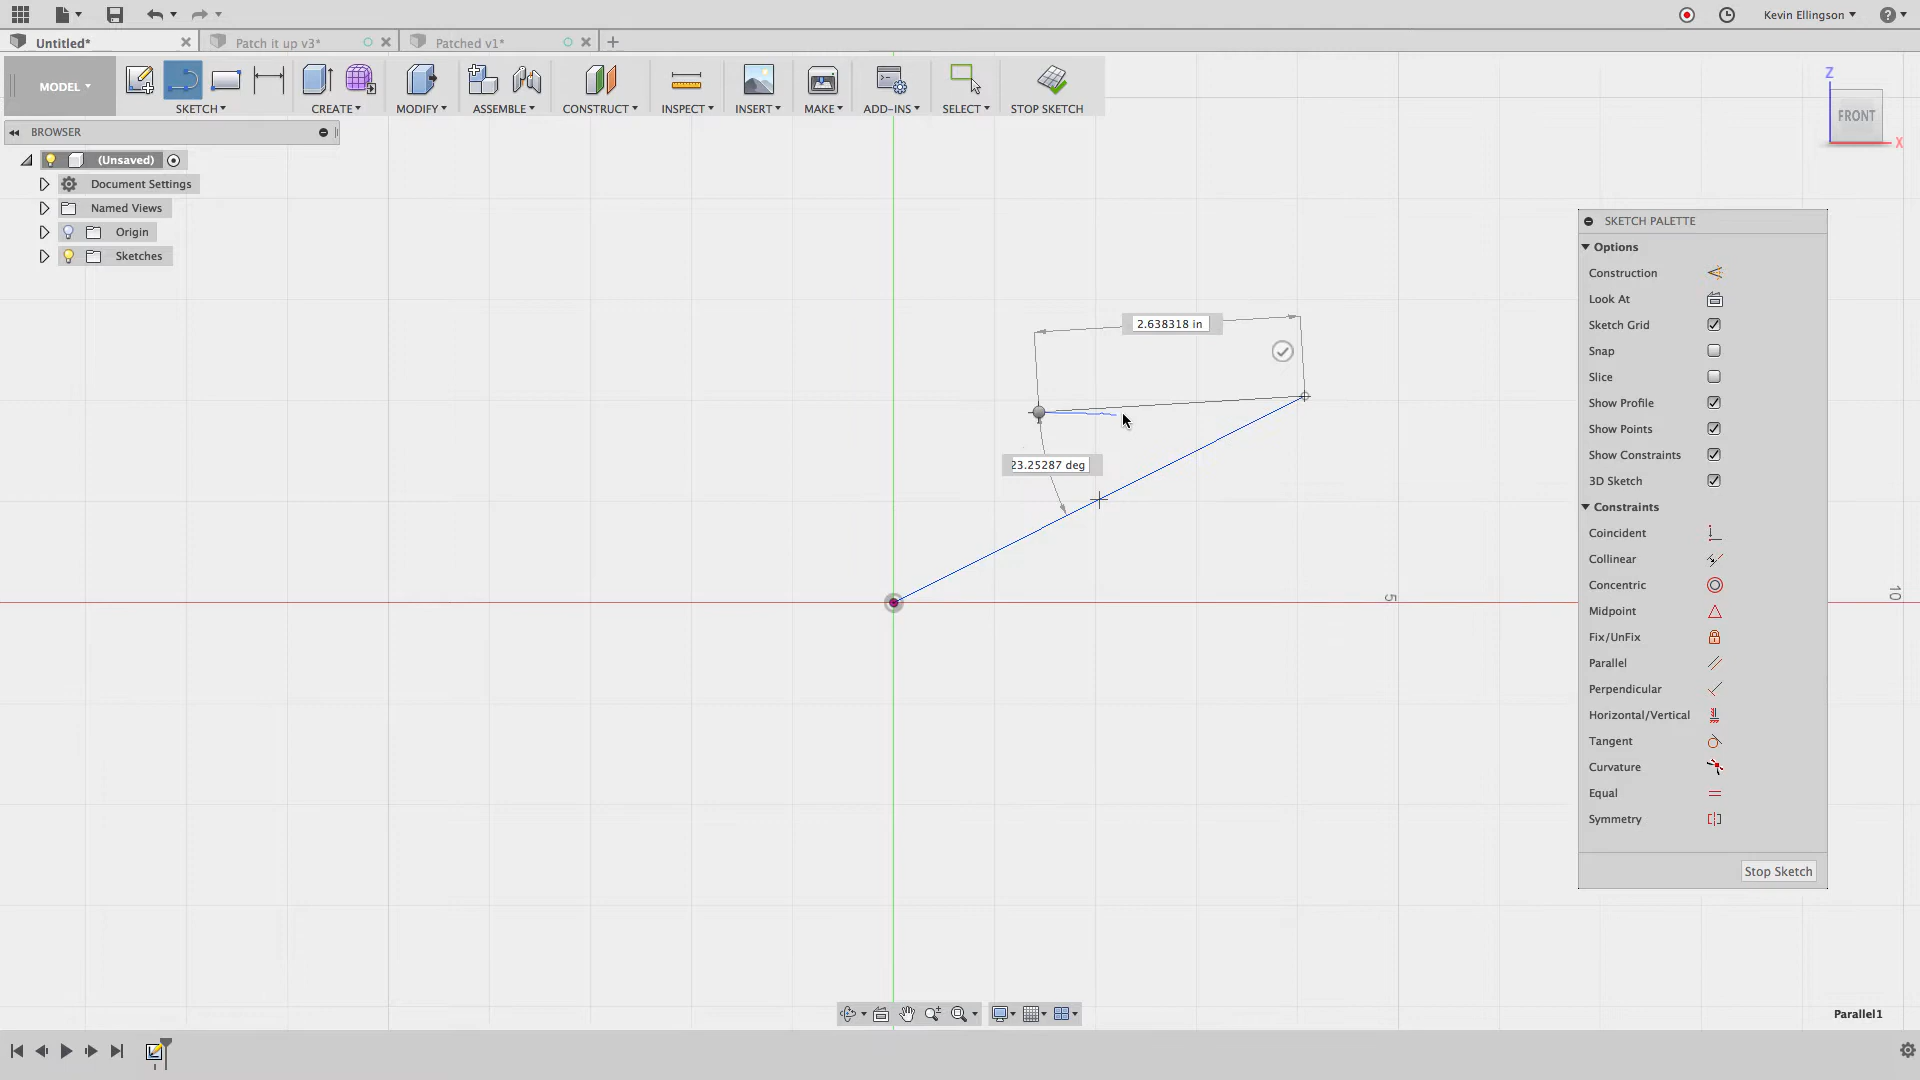 Kevin Ellingson
Untitled*
Patch it up v3*
Patched v1*
MODEL
SKETCH
CREATE
MODIFY
ASSEMBLE
CONSTRUCT
INSPECT
INSERT
MAKE
ADD-INS
SELECT
STOP SKETCH
BROWSER
(Unsaved)
Document Settings
Named Views
Origin
Sketches
Z
FRONT
X
2.638318 in
23.25287 deg
5
10
SKETCH PALETTE
Options
Construction
Look At
Sketch Grid
Snap
Slice
Show Profile
Show Points
Show Constraints
3D Sketch
Constraints
Coincident
Collinear
Concentric
Midpoint
Fix/UnFix
Parallel
Perpendicular
Horizontal/Vertical
Tangent
Curvature
Equal
Symmetry
Stop Sketch
Parallel1